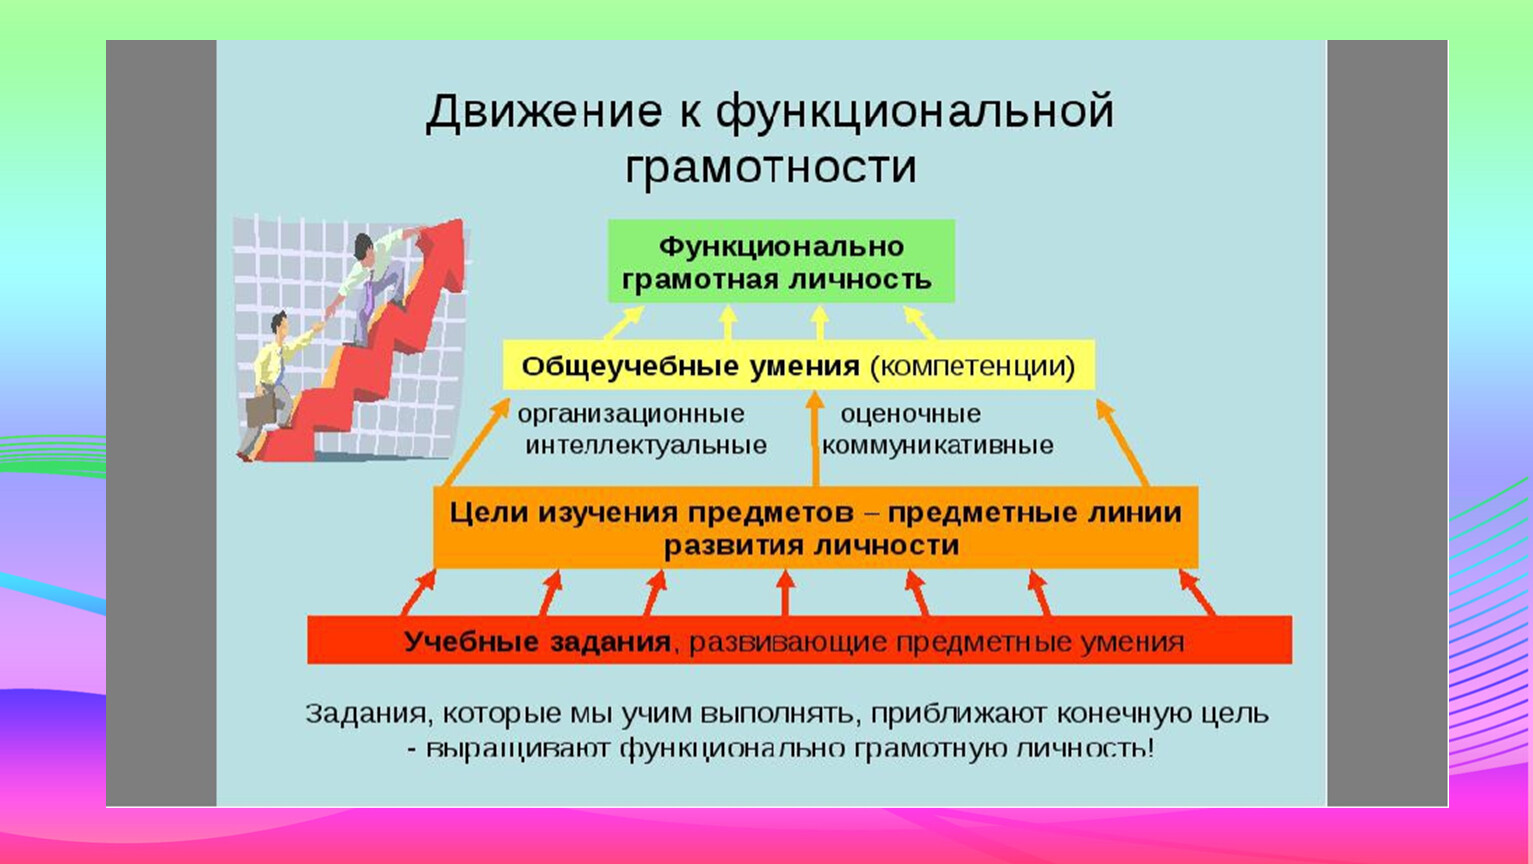 Движение к функциональной
грамотности
Функционально
грамотная личность
Общеучебные умения (компетенции)
организационные оценочные
интеллектуальные коммуникативные
Цели изучения предметов – предметные линии
развития личности
Учебные задания, развивающие предметные умения
Задания, которые мы учим выполнять, приближают конечную цель
- выращивают функционально грамотную личность!